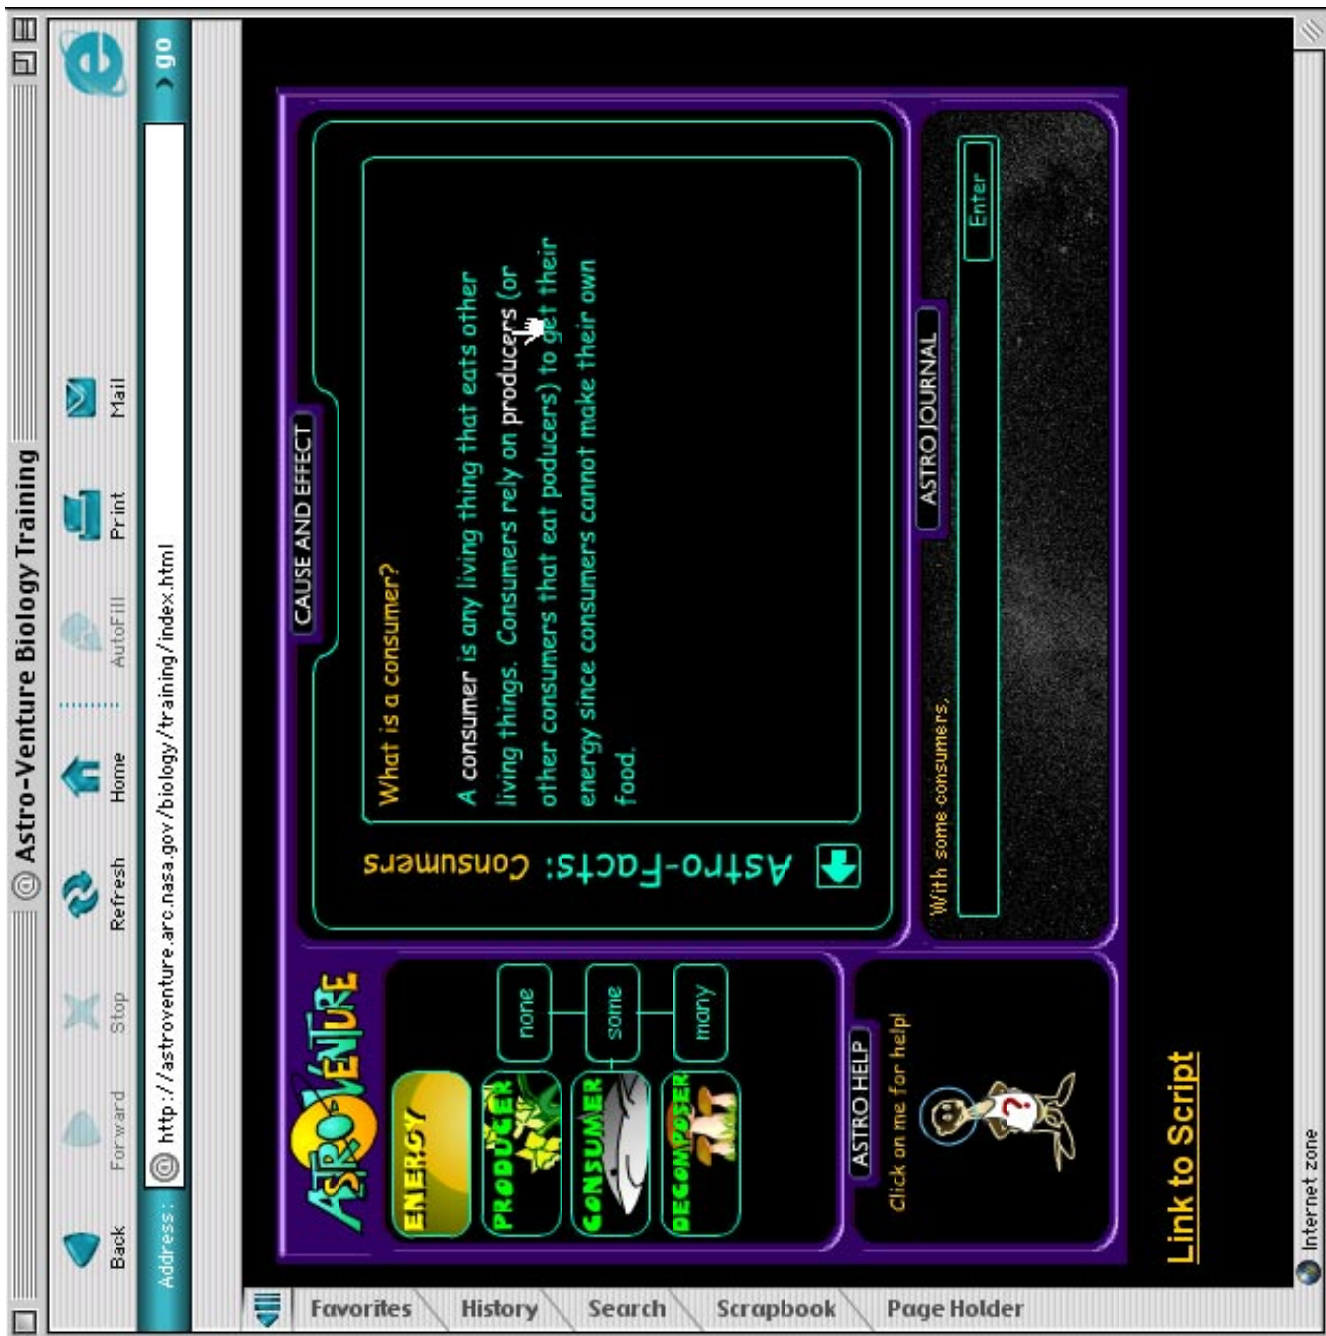 @ Astro-Venture Biology Training
Back Forward Stop Refresh Home AutoFill Print Mail
Address: @ http://astroventure.arc.nasa.gov/biology/training/index.html go
Favorites
History
Search
Scrapbook
Page Holder
ASTRO-VENTURE
ENERGY
PRODUCER
CONSUMER
DECOMPOSER
none
some
many
CAUSE AND EFFECT
Astro-Facts: Consumers
What is a consumer?
A consumer is any living thing that eats other
living things. Consumers rely on producers (or
other consumers that eat poducers) to get their
energy since consumers cannot make their own
food.
ASTRO HELP
Click on me for help!
?
ASTRO JOURNAL
With some consumers,
Enter
Link to Script
Internet zone